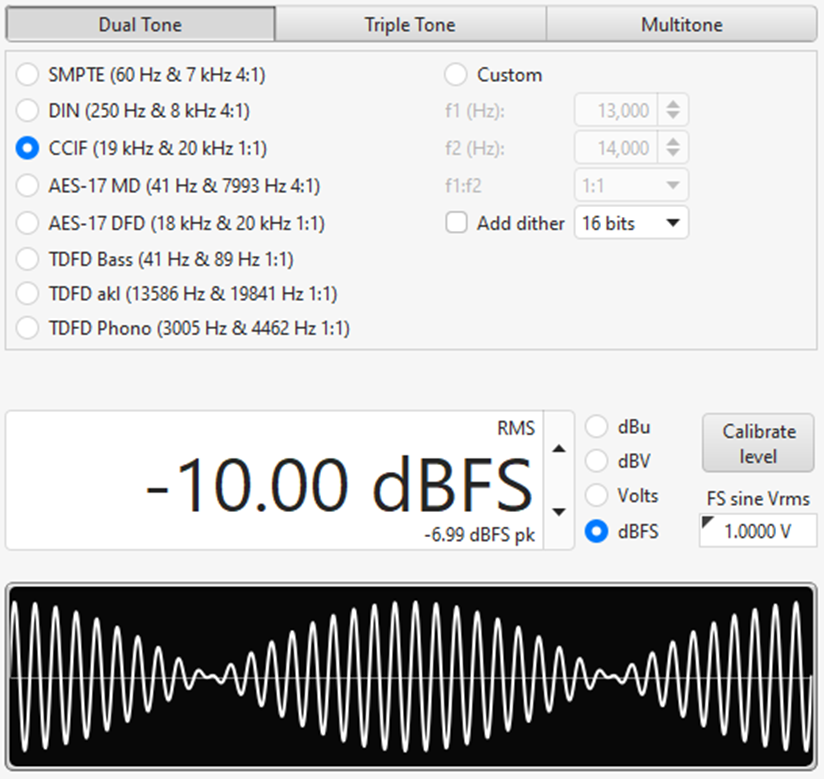 Dual Tone Triple Tone Multitone
SMPTE (60 Hz & 7 kHz 4:1)
DIN (250 Hz & 8 kHz 4:1)
CCIF (19 kHz & 20 kHz 1:1)
AES-17 MD (41 Hz & 7993 Hz 4:1)
AES-17 DFD (18 kHz & 20 kHz 1:1)
TDFD Bass (41 Hz & 89 Hz 1:1)
TDFD akl (13586 Hz & 19841 Hz 1:1)
TDFD Phono (3005 Hz & 4462 Hz 1:1)
Custom
f1 (Hz): 13,000
f2 (Hz): 14,000
f1:f2 1:1
Add dither 16 bits
RMS
-10.00 dBFS
-6.99 dBFS pk
dBu
dBV
Volts
dBFS
Calibrate
level
FS sine Vrms
1.0000 V